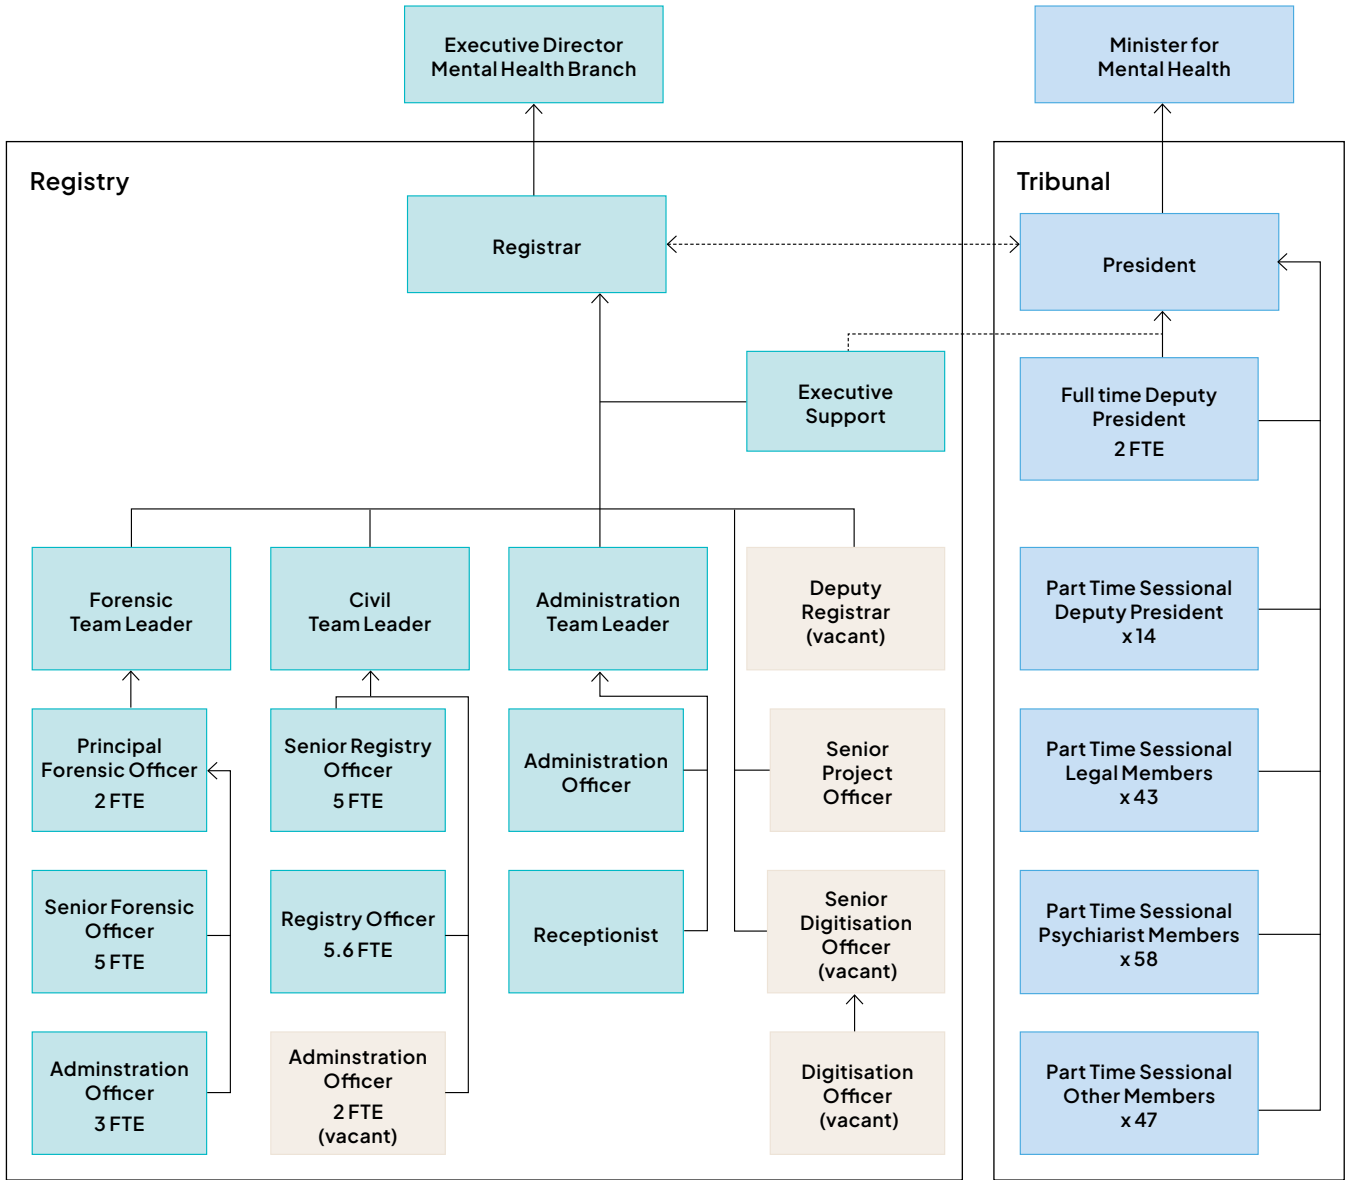 Executive Director
Mental Health Branch
Minister for
Mental Health
Registry
Registrar
Executive
Support
Forensic
Team Leader
Civil
Team Leader
Administration
Team Leader
Deputy
Registrar
(vacant)
Principal
Forensic Officer
2 FTE
Senior Registry
Officer
5 FTE
Administration
Officer
Senior
Project
Officer
Senior Forensic
Officer
5 FTE
Registry Officer
5.6 FTE
Receptionist
Senior
Digitisation
Officer
(vacant)
Adminstration
Officer
3 FTE
Adminstration
Officer
2 FTE
(vacant)
Digitisation
Officer
(vacant)
Tribunal
President
Full time Deputy
President
2 FTE
Part Time Sessional
Deputy President
x 14
Part Time Sessional
Legal Members
x 43
Part Time Sessional
Psychiarist Members
x 58
Part Time Sessional
Other Members
x 47